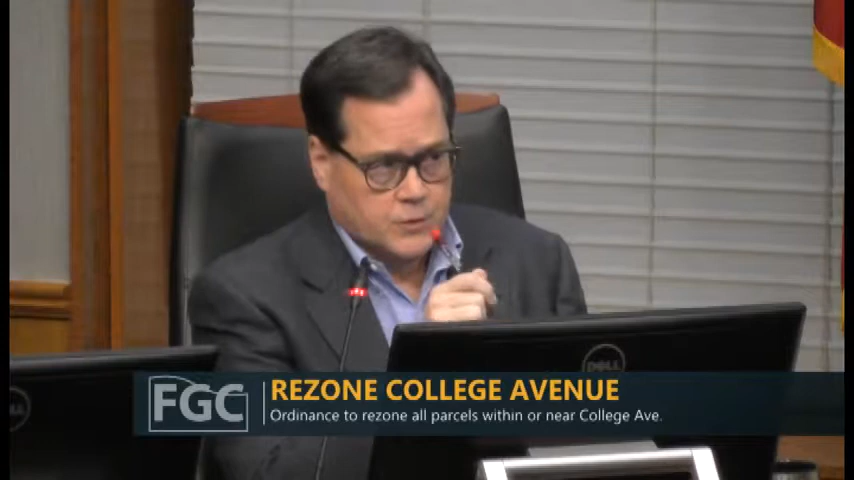 DELL
FGC
REZONE COLLEGE AVENUE
Ordinance to rezone all parcels within or near College Ave.